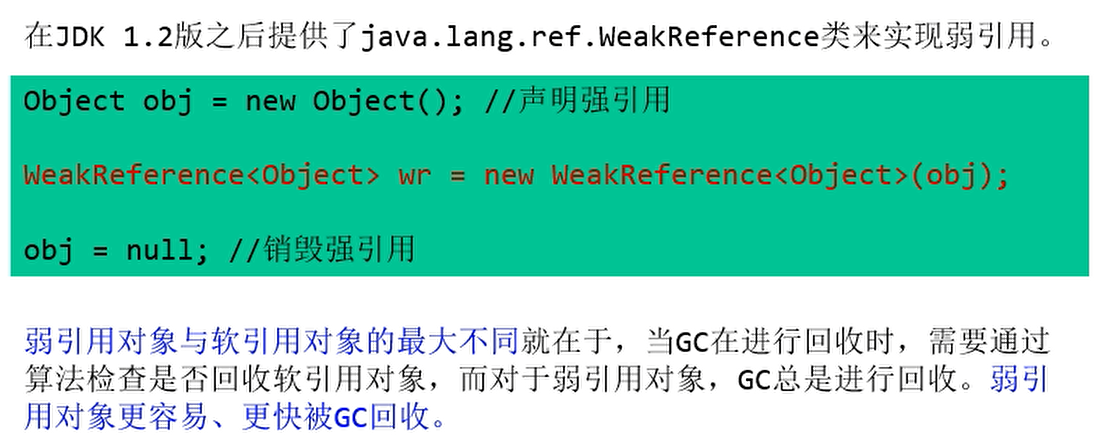 在JDK 1.2版之后提供了java.lang.ref.WeakReference类来实现弱引用。
Object obj = new Object(); //声明强引用
WeakReference<Object> wr = new WeakReference<Object>(obj);
obj = null; //销毁强引用
弱引用对象与软引用对象的最大不同就在于，当GC在进行回收时，需要通过
算法检查是否回收软引用对象，而对于弱引用对象，GC总是进行回收。弱引
用对象更容易、更快被GC回收。